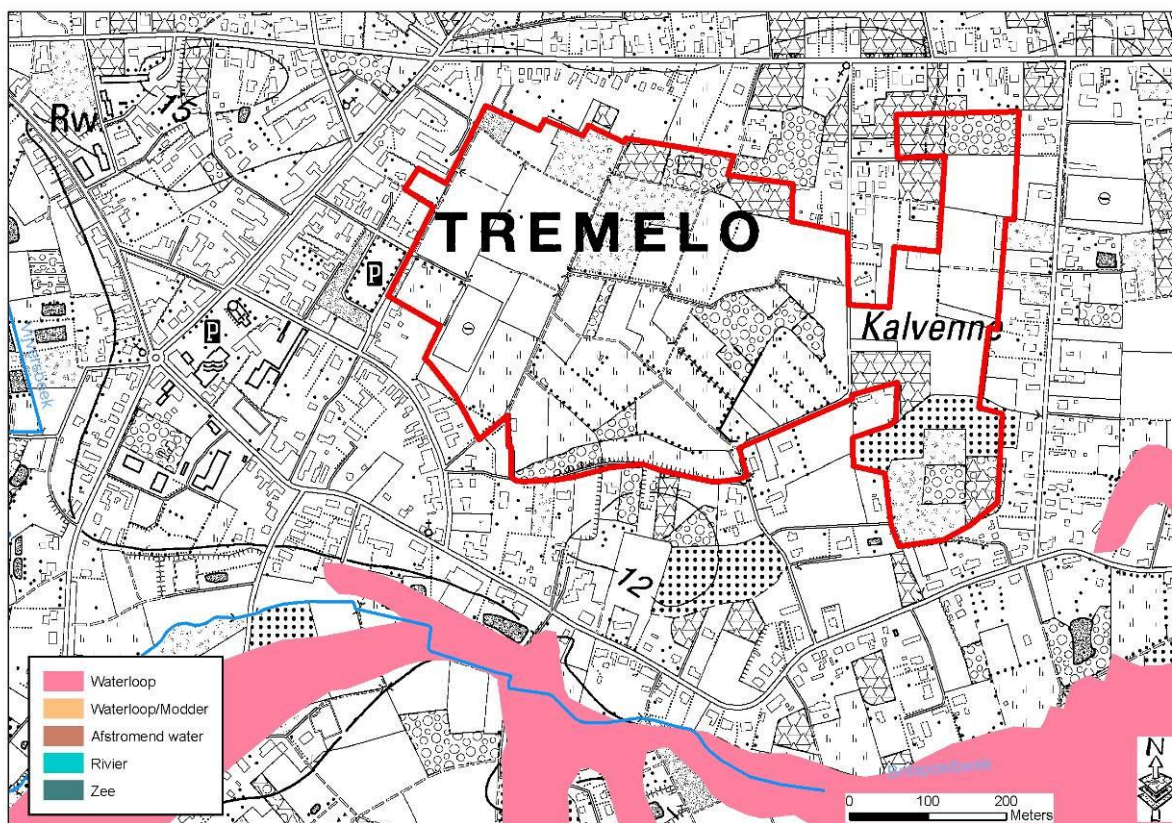 Rw
15
P
TREMELO
P
Kalvenne
12
Waterloop
Waterloop/Modder
Afstromend water
Rivier
Zee
N
0 100 200
Meters